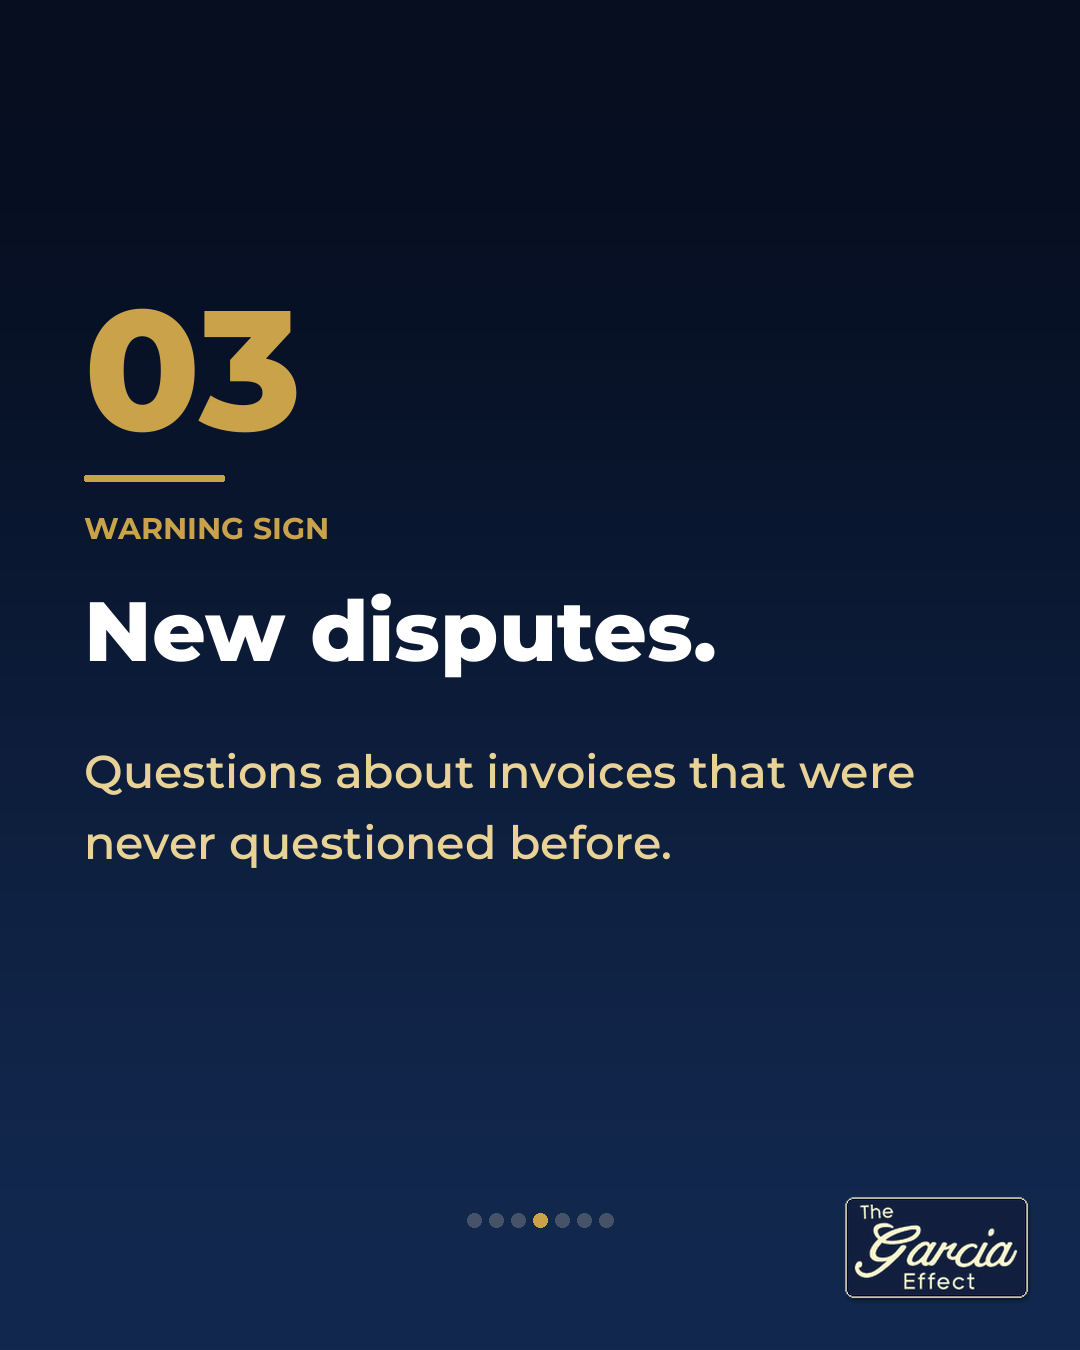 03
WARNING SIGN
New disputes.
Questions about invoices that were
never questioned before.
The
Garcia
Effect